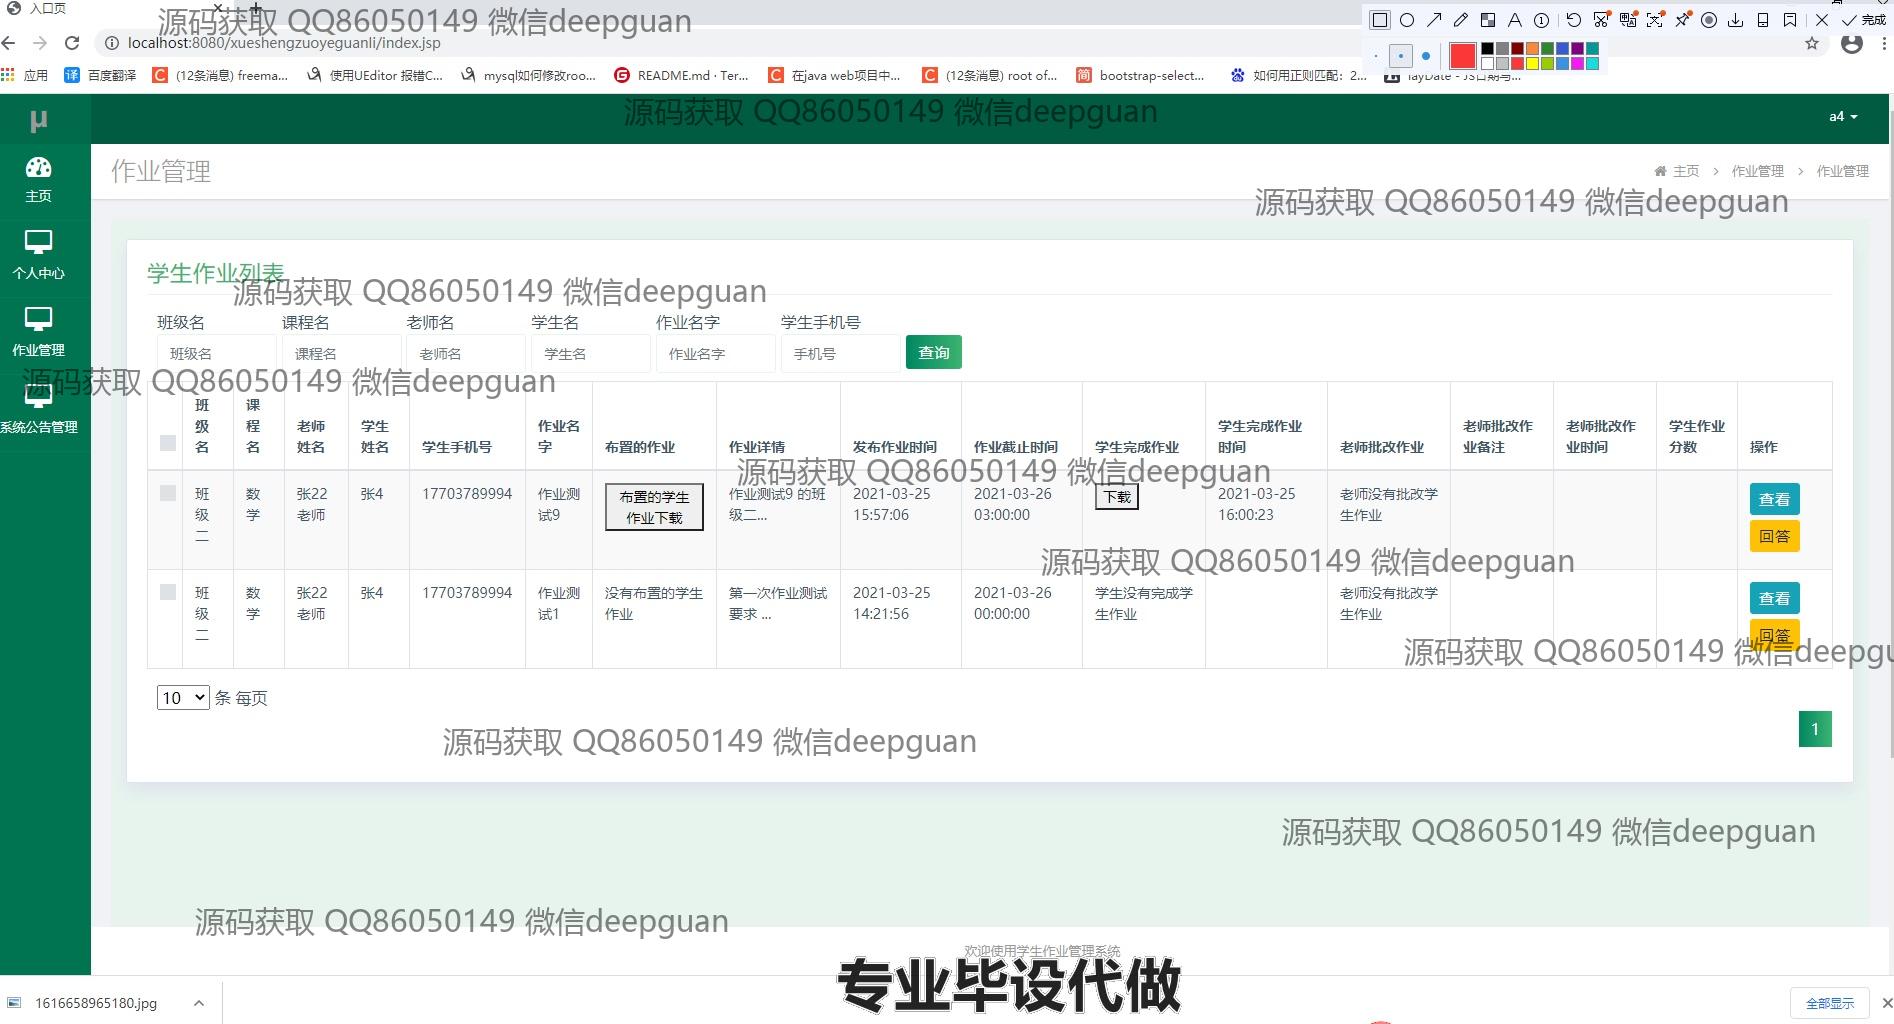 入口页
源码获取 QQ86050149 微信deepguan
完成
localhost:8080/xueshengzuoyeguanli/index.jsp
应用 百度翻译 (12条消息) freema... 使用UEditor 报错C... mysql如何修改roo... README.md · Ter... 在java web项目中... (12条消息) root of... bootstrap-select... 如何用正则匹配：2... layDate - JS日期与...
源码获取 QQ86050149 微信deepguan
μ
a4
作业管理
主页 > 作业管理 > 作业管理
主页
个人中心
作业管理
系统公告管理
源码获取 QQ86050149 微信deepguan
学生作业列表
源码获取 QQ86050149 微信deepguan
班级名 课程名 老师名 学生名 作业名字 学生手机号
班级名 课程名 老师名 学生名 作业名字 手机号 查询
源码获取 QQ86050149 微信deepguan
班级名 课程名 老师姓名 学生姓名 学生手机号 作业名字 布置的作业 作业详情 发布作业时间 作业截止时间 学生完成作业 学生完成作业时间 老师批改作业 老师批改作业备注 老师批改作业时间 学生作业分数 操作
源码获取 QQ86050149 微信deepguan
班级二 数学 张22老师 张4 17703789994 作业测试9 布置的学生作业下载 作业测试9 的班级二... 2021-03-25 15:57:06 2021-03-26 03:00:00 下载 2021-03-25 16:00:23 老师没有批改学生作业 查看 回答
源码获取 QQ86050149 微信deepguan
班级二 数学 张22老师 张4 17703789994 作业测试1 没有布置的学生作业 第一次作业测试要求 ... 2021-03-25 14:21:56 2021-03-26 00:00:00 学生没有完成学生作业 老师没有批改学生作业 查看 回答
源码获取 QQ86050149 微信deepgu
10 条 每页
1
源码获取 QQ86050149 微信deepguan
源码获取 QQ86050149 微信deepguan
源码获取 QQ86050149 微信deepguan
欢迎使用学生作业管理系统
专业毕设代做
1616658965180.jpg
全部显示